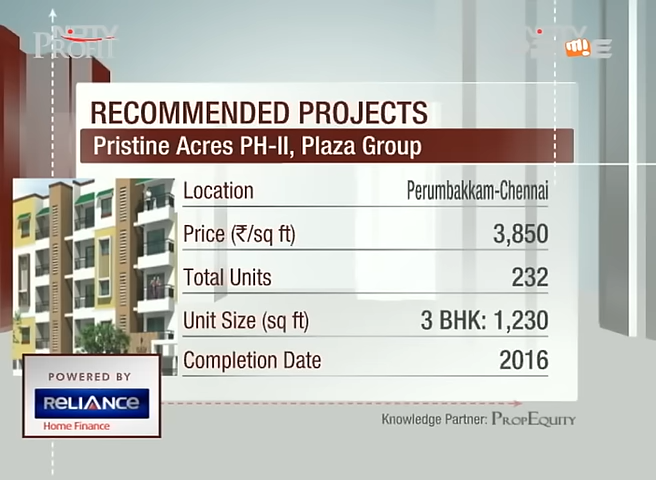 NDTV
PROFIT
NDTV
RECOMMENDED PROJECTS
Pristine Acres PH-II, Plaza Group
Location Perumbakkam-Chennai
Price (₹/sq ft) 3,850
Total Units 232
Unit Size (sq ft) 3 BHK: 1,230
Completion Date 2016
POWERED BY
RELIANCE
Home Finance
Knowledge Partner: PROPEQUITY